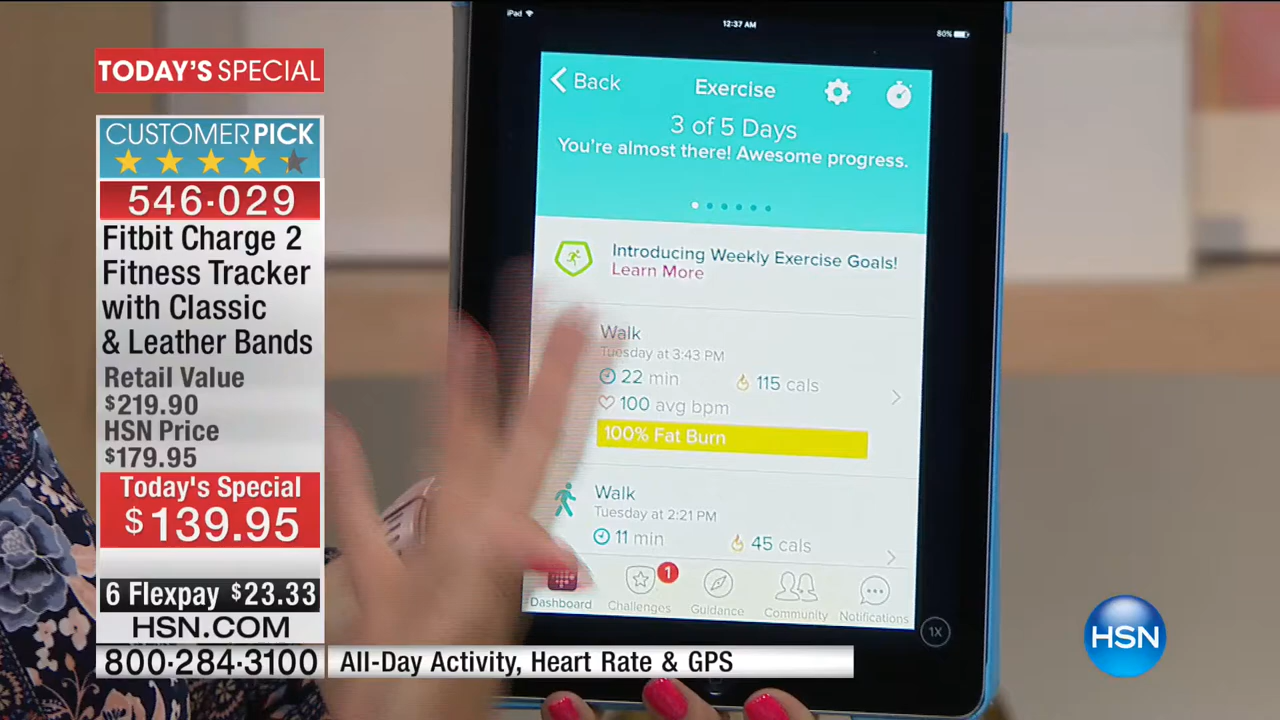 TODAY'S SPECIAL
CUSTOMER PICK
546-029
Fitbit Charge 2
Fitness Tracker
with Classic
& Leather Bands
Retail Value
$219.90
HSN Price
$179.95
Today's Special
$139.95
6 Flexpay $23.33
HSN.COM
800-284-3100
All-Day Activity, Heart Rate & GPS
iPad
12:37 AM
80%
Back
Exercise
3 of 5 Days
You're almost there! Awesome progress.
Introducing Weekly Exercise Goals!
Learn More
Walk
Tuesday at 3:43 PM
22 min
115 cals
100 avg bpm
100% Fat Burn
Walk
Tuesday at 2:21 PM
11 min
45 cals
1
Dashboard
Challenges
Guidance
Community
Notifications
1X
HSN